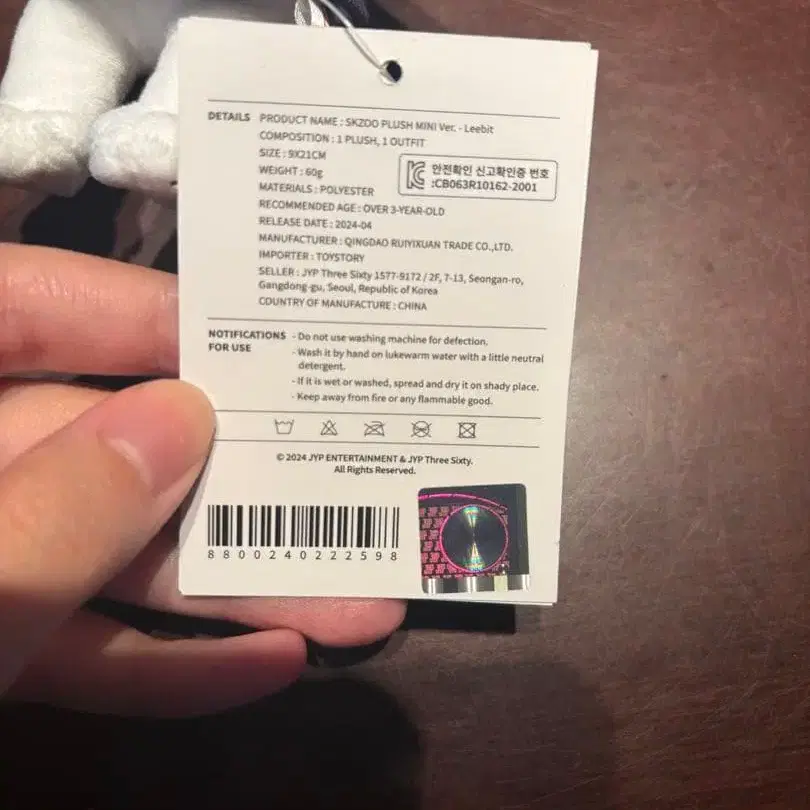 DETAILS
PRODUCT NAME : SKZOO PLUSH MINI Ver. - Leebit
COMPOSITION : 1 PLUSH, 1 OUTFIT
SIZE : 9X21CM
WEIGHT : 60g
MATERIALS : POLYESTER
안전확인 신고확인증 번호
:CB063R10162-2001
RECOMMENDED AGE : OVER 3-YEAR-OLD
RELEASE DATE : 2024-04
MANUFACTURER : QINGDAO RUIYIXUAN TRADE CO.,LTD.
IMPORTER : TOYSTORY
SELLER : JYP Three Sixty 1577-9172 / 2F, 7-13, Seongan-ro,
Gangdong-gu, Seoul, Republic of Korea
COUNTRY OF MANUFACTURE : CHINA
NOTIFICATIONS
FOR USE
- Do not use washing machine for defection.
- Wash it by hand on lukewarm water with a little neutral
detergent.
- If it is wet or washed, spread and dry it on shady place.
- Keep away from fire or any flammable good.
© 2024 JYP ENTERTAINMENT & JYP Three Sixty.
All Rights Reserved.
8800240222598